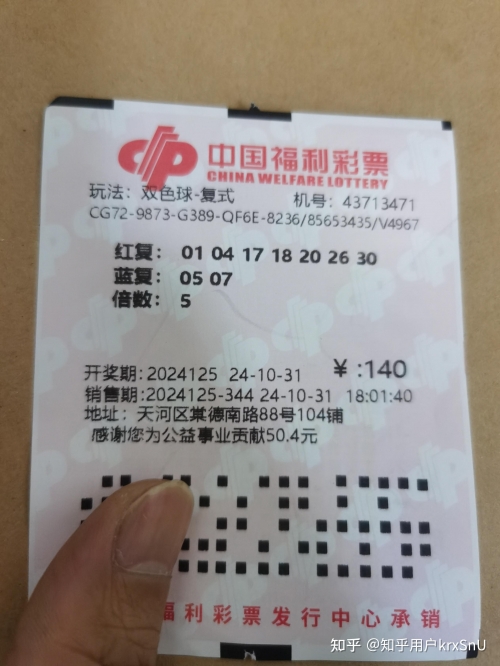 中国福利彩票
CHINA WELFARE LOTTERY
玩法：双色球-复式 机号：43713471
CG72-9873-G389-QF6E-8236/85653435/V4967
红复： 01 04 17 18 20 26 30
蓝复： 05 07
倍数： 5
开奖期:2024125 24-10-31 ￥:140
销售期:2024125-344 24-10-31 18:01:40
地址：天河区棠德南路88号104铺
感谢您为公益事业贡献50.4元
福利彩票发行中心承销
知乎 @知乎用户krxSnU